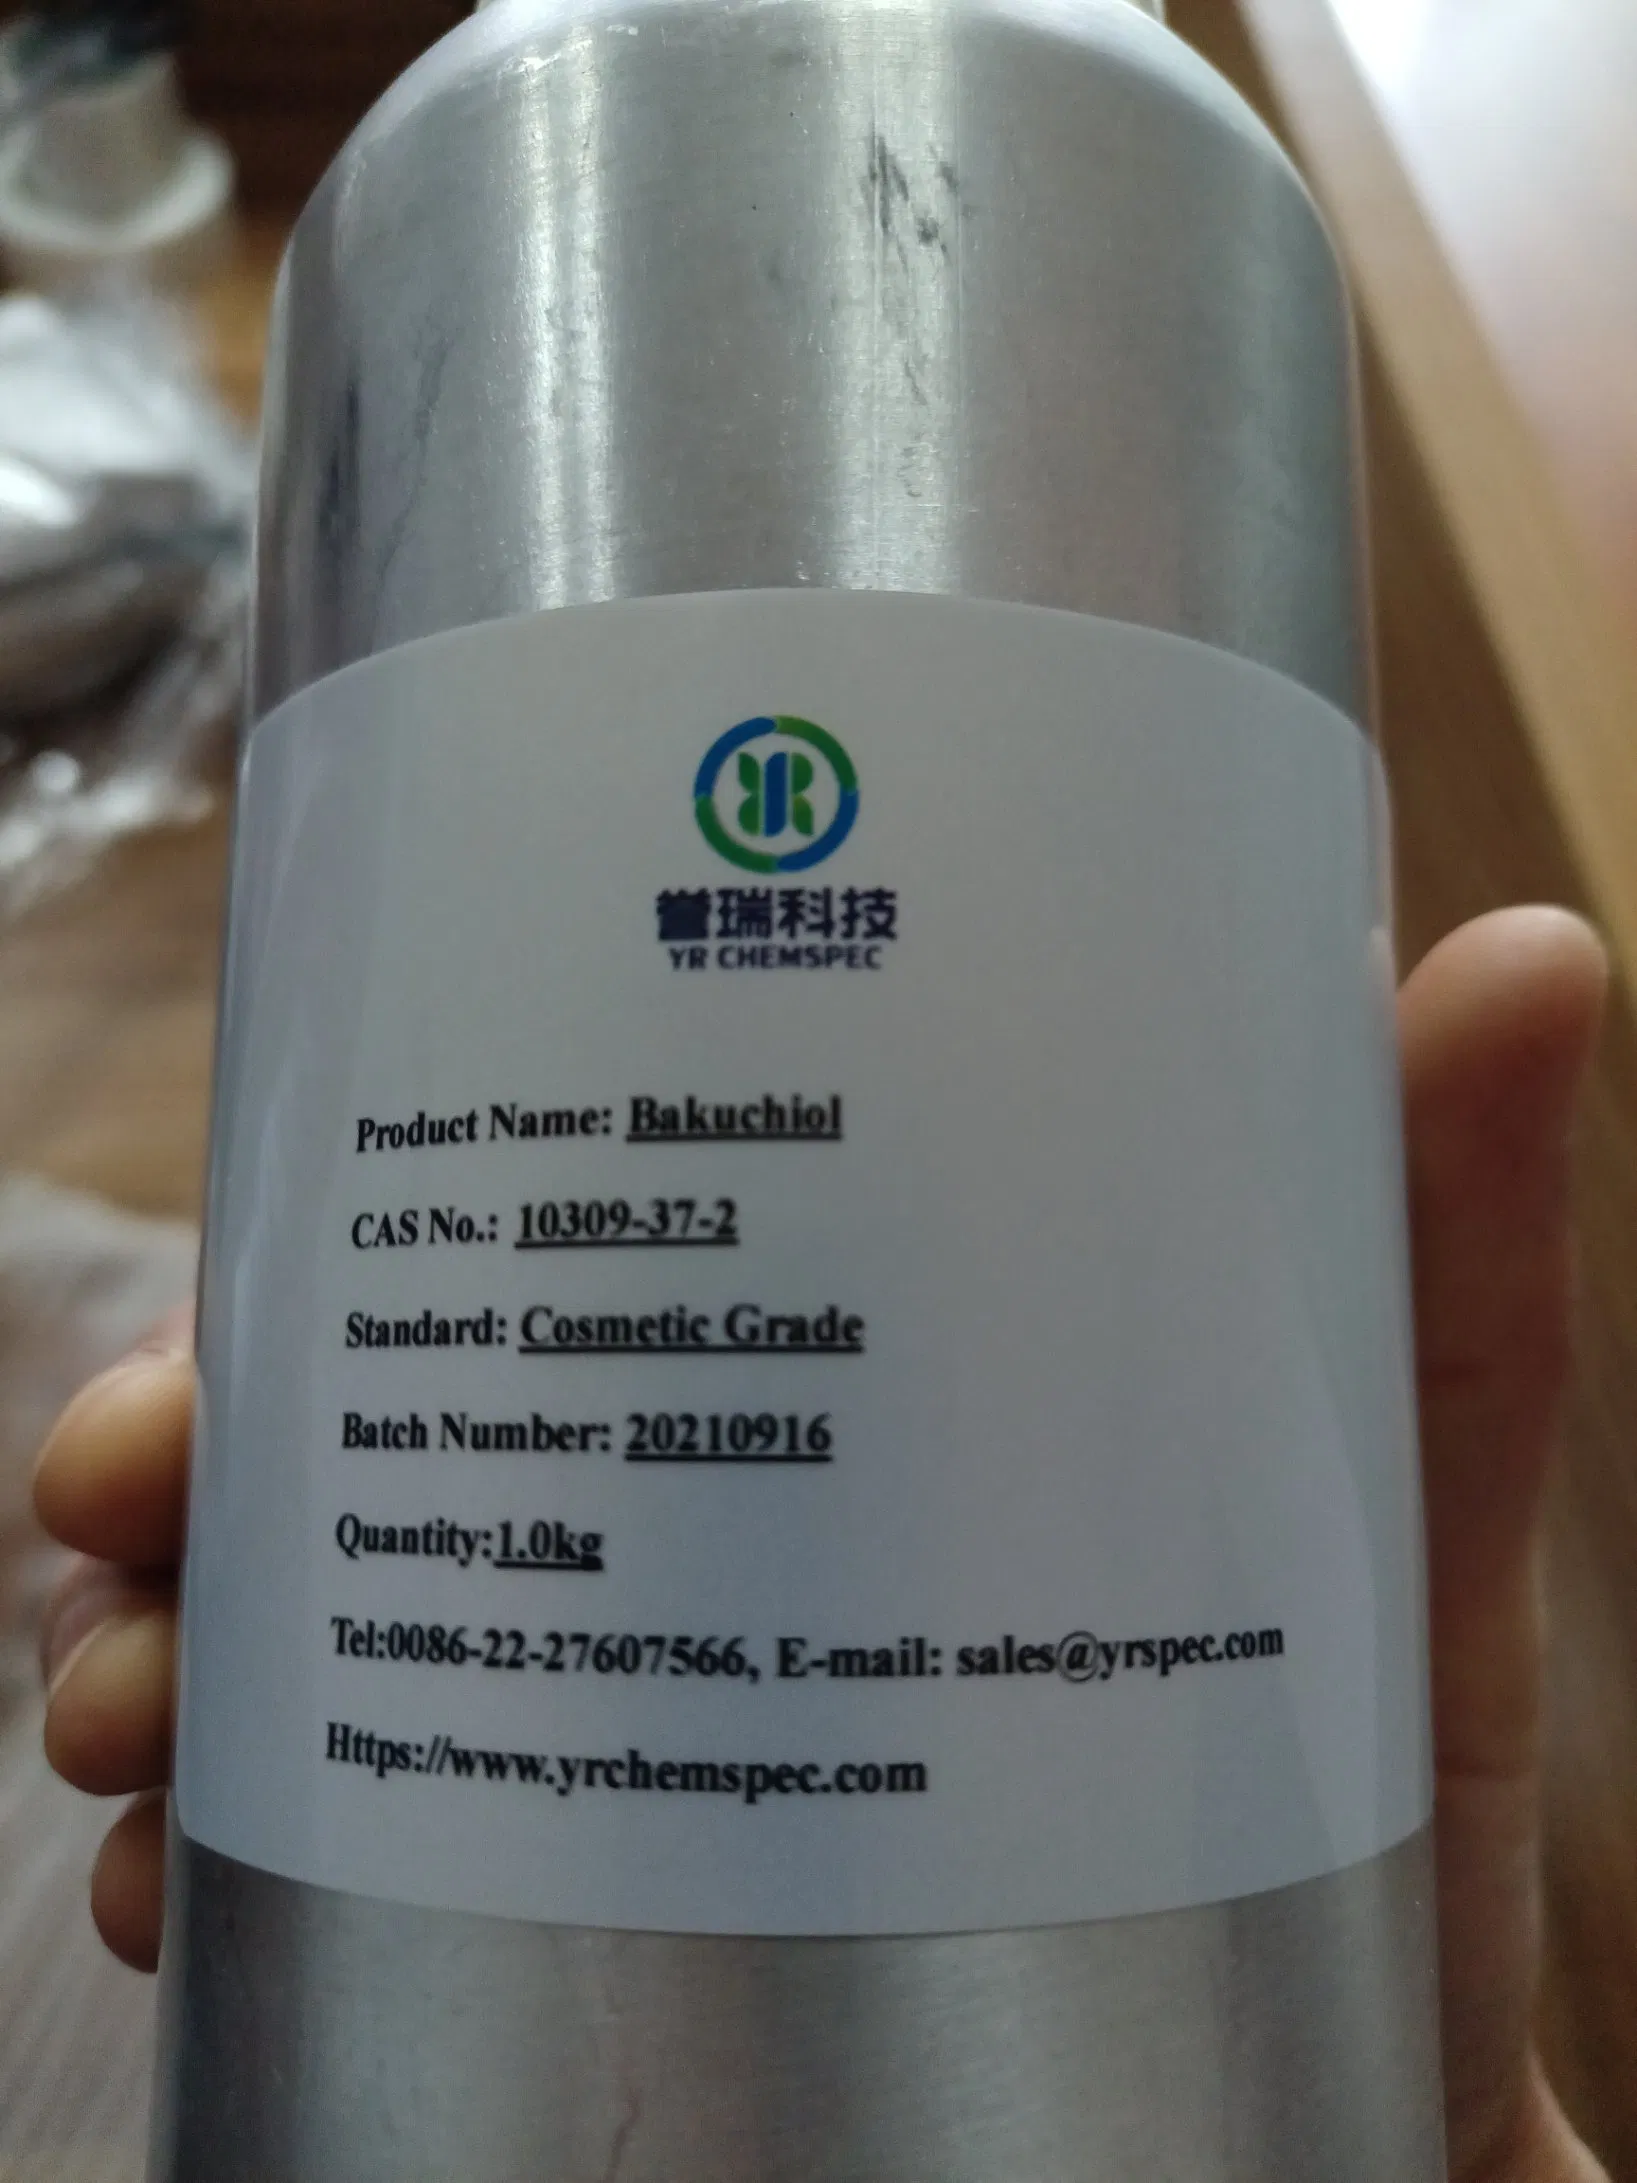 誉瑞科技
YR CHEMSPEC
Product Name: Bakuchiol
CAS No.: 10309-37-2
Standard: Cosmetic Grade
Batch Number: 20210916
Quantity:1.0kg
Tel:0086-22-27607566, E-mail: sales@yrspec.com
Https://www.yrchemspec.com